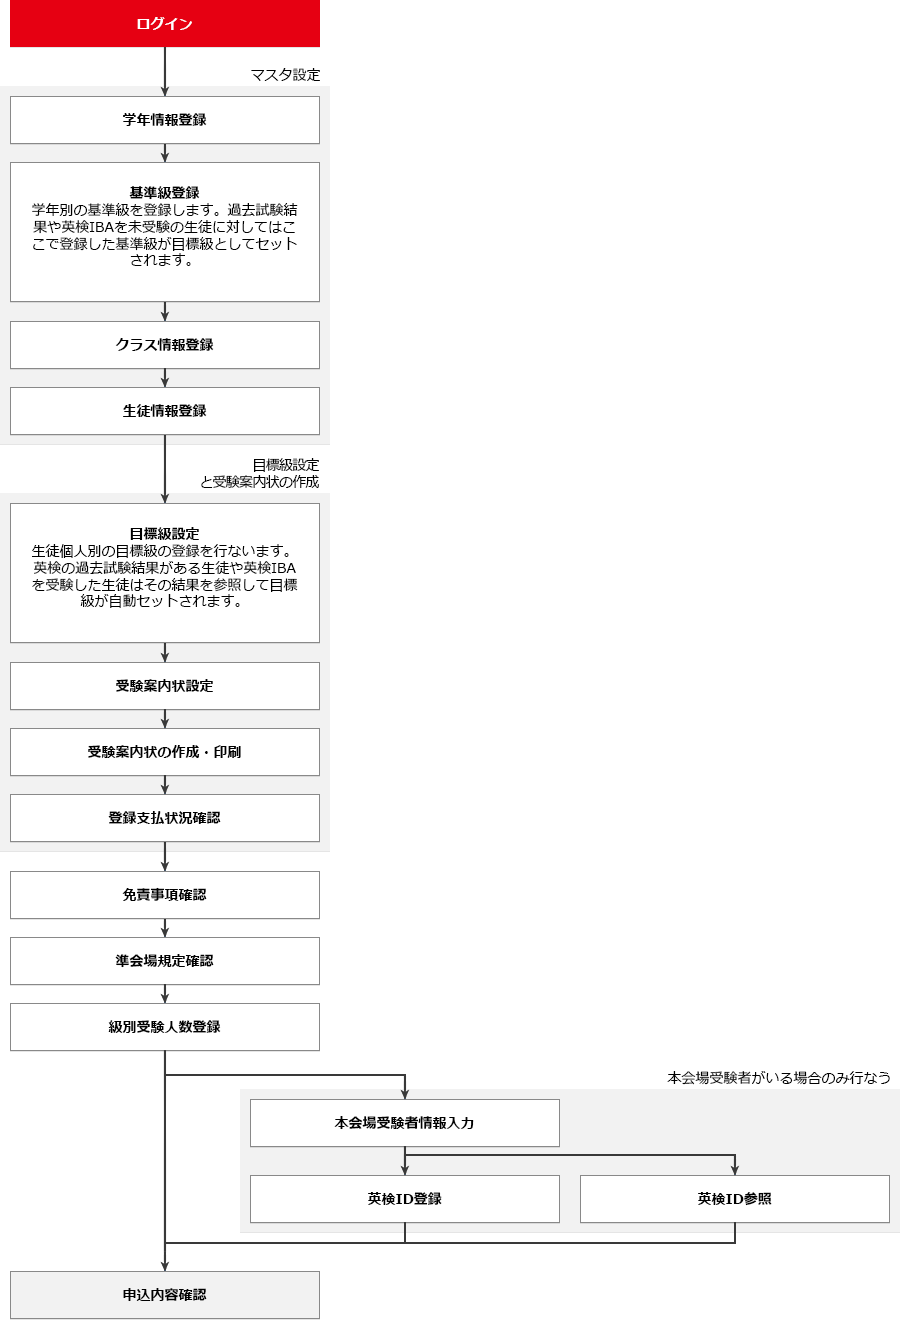 ログイン
マスタ設定
学年情報登録
基準級登録
学年別の基準級を登録します。過去試験結
果や英検IBAを未受験の生徒に対してはこ
こで登録した基準級が目標級としてセット
されます。
クラス情報登録
生徒情報登録
目標級設定
と受験案内状の作成
目標級設定
生徒個人別の目標級の登録を行ないます。
英検の過去試験結果がある生徒や英検IBA
を受験した生徒はその結果を参照して目標
級が自動セットされます。
受験案内状設定
受験案内状の作成・印刷
登録支払状況確認
免責事項確認
準会場規定確認
級別受験人数登録
本会場受験者がいる場合のみ行なう
本会場受験者情報入力
英検ID登録
英検ID参照
申込内容確認